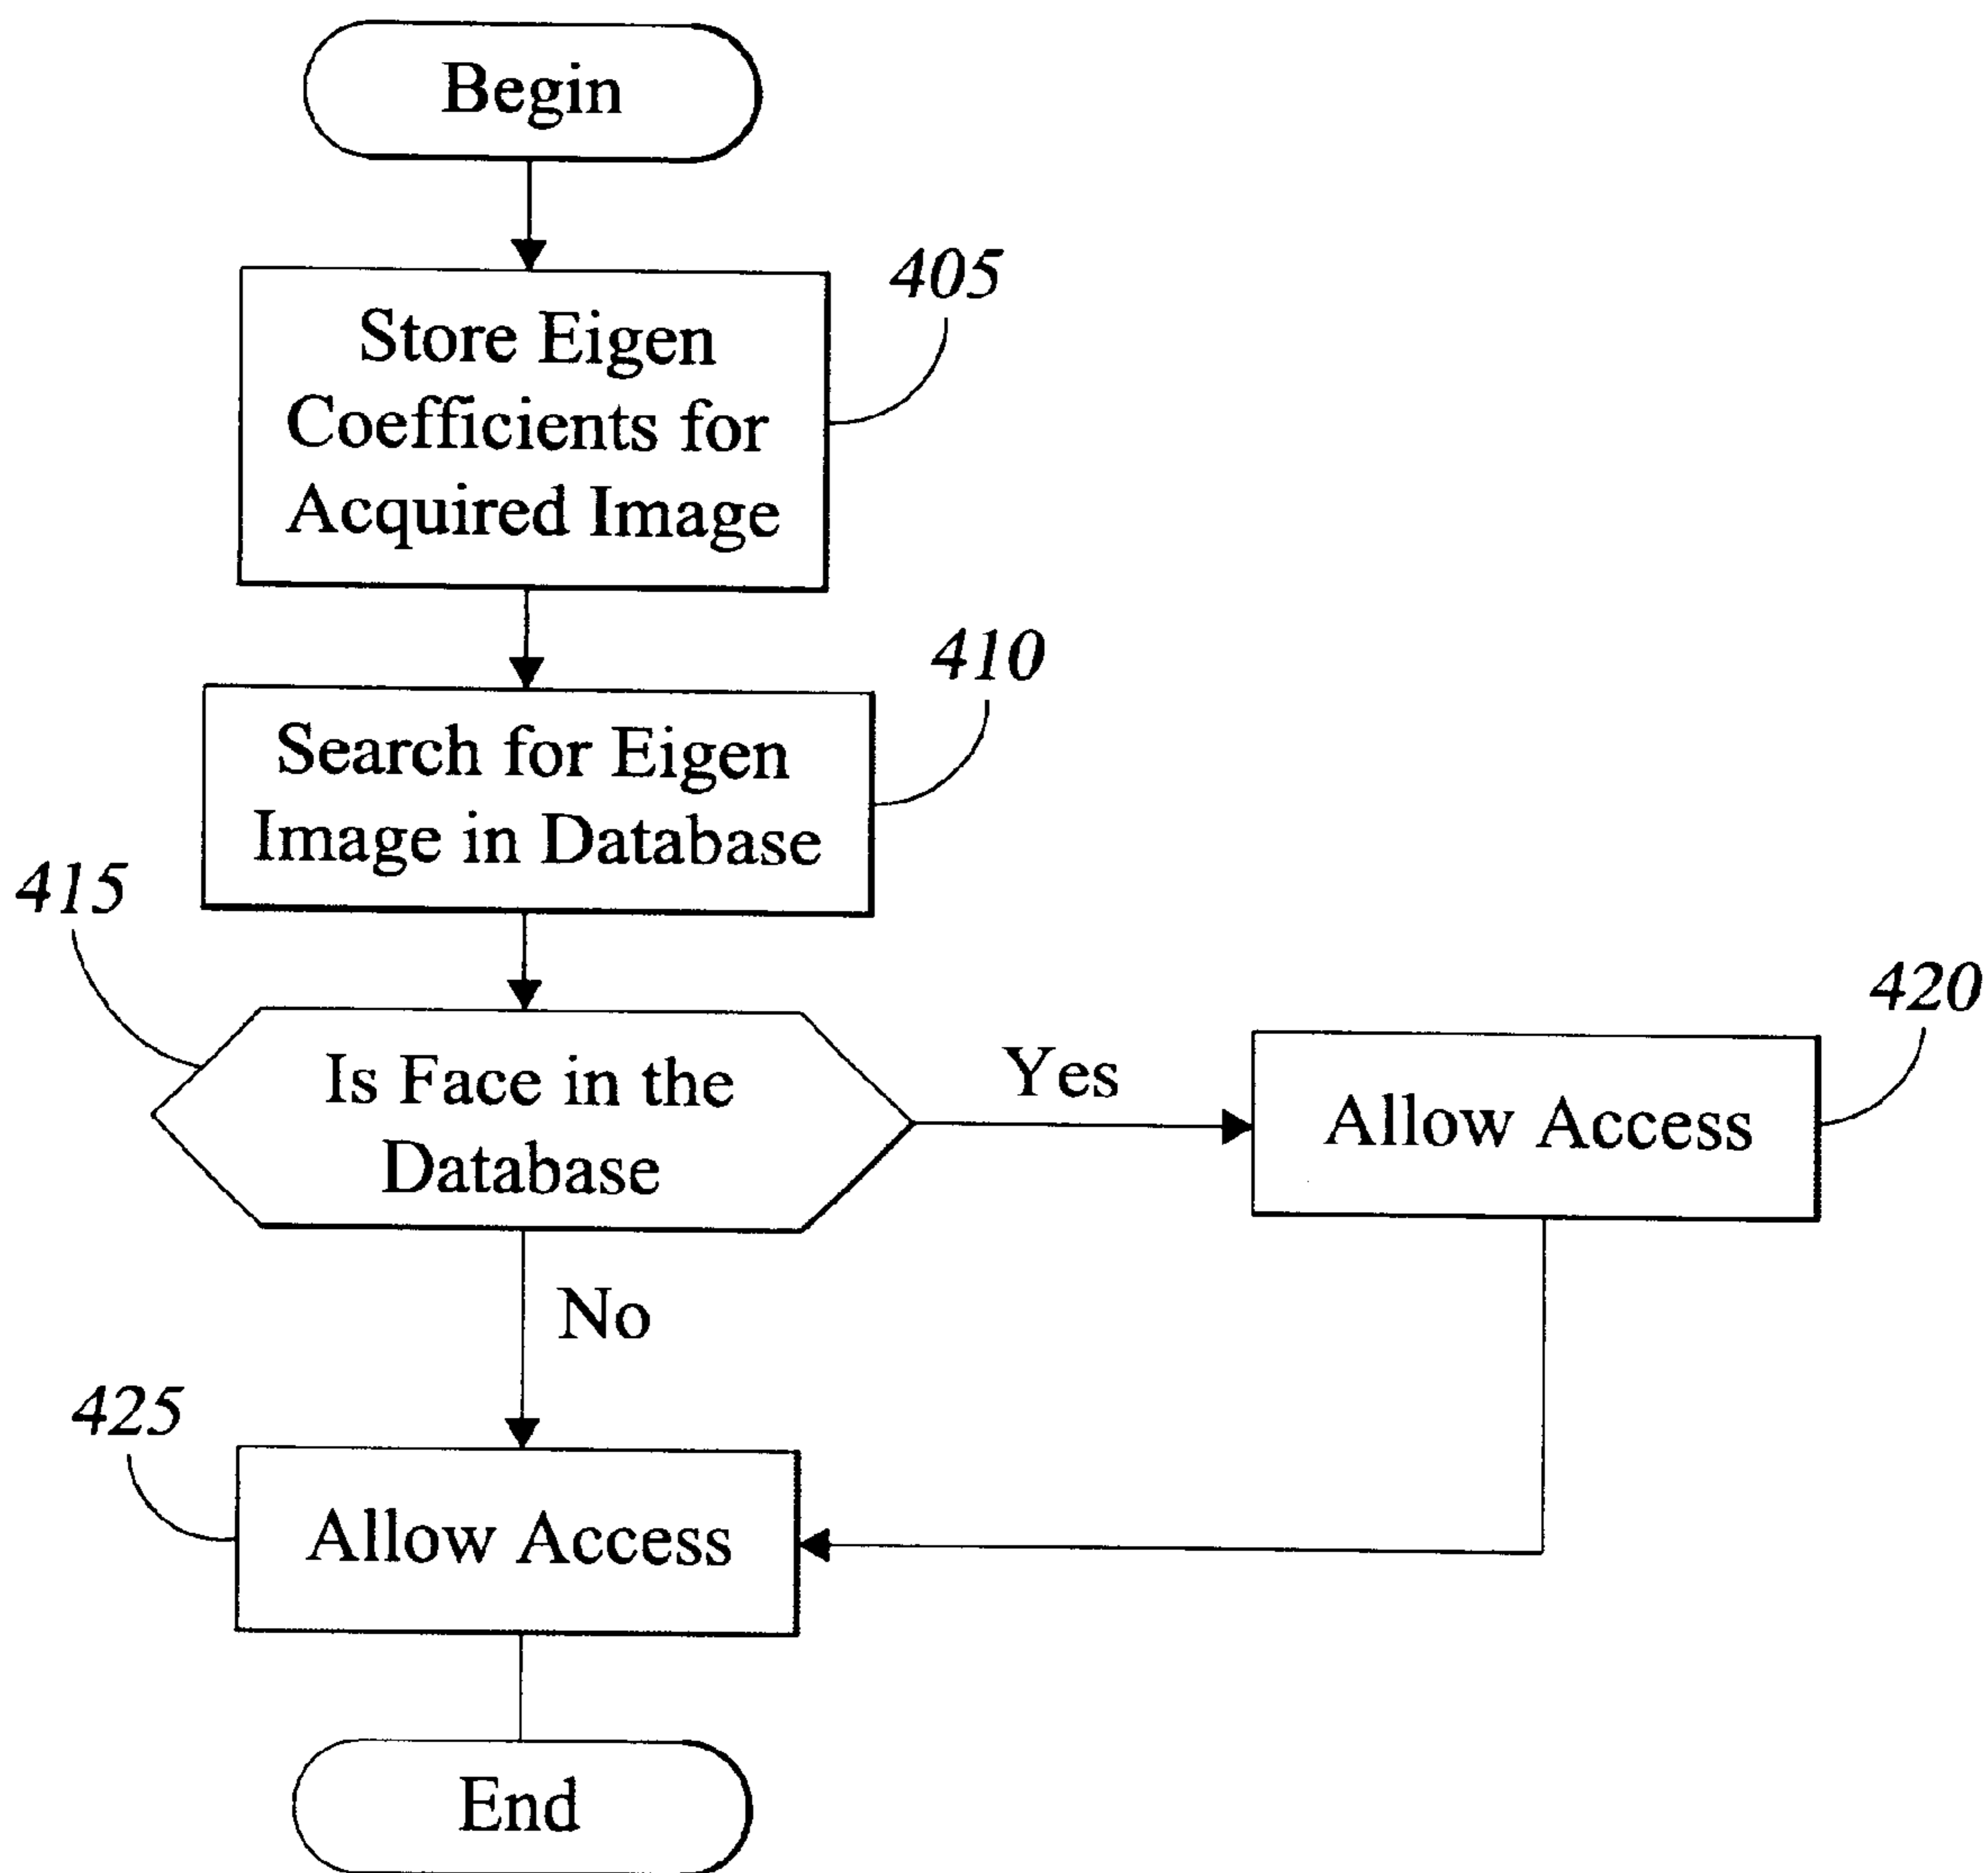 Begin
405
Store Eigen
Coefficients for
Acquired Image
410
Search for Eigen
Image in Database
415
Is Face in the
Database
Yes
420
Allow Access
No
425
Allow Access
End